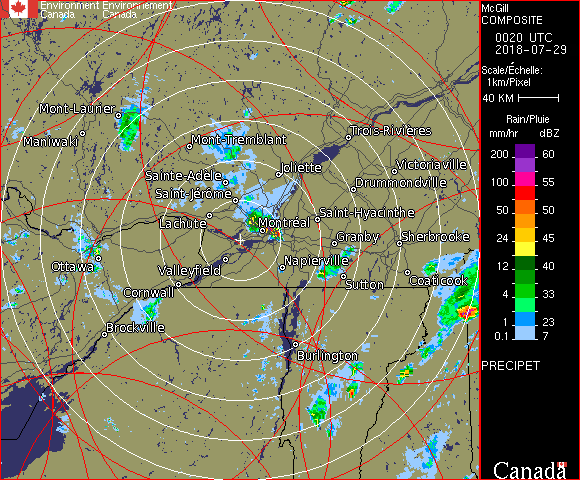 Environment Environnement
Canada Canada
McGill
COMPOSITE
0020 UTC
2018-07-29
Scale/Échelle:
1km/Pixel
40 KM
Rain/Pluie
mm/hr dBZ
200 60
100 55
50 50
24 45
12 40
4 33
1 23
0.1 7
PRECIPET
Canada
Mont-Laurier
Maniwaki
Mont-Tremblant
Trois-Rivières
Joliette
Victoriaville
Sainte-Adèle
Drummondville
Saint-Jérôme
Lachute
Montréal
Saint-Hyacinthe
Granby
Sherbrooke
Ottawa
Valleyfield
Napierville
Sutton
Coaticook
Cornwall
Brockville
Burlington